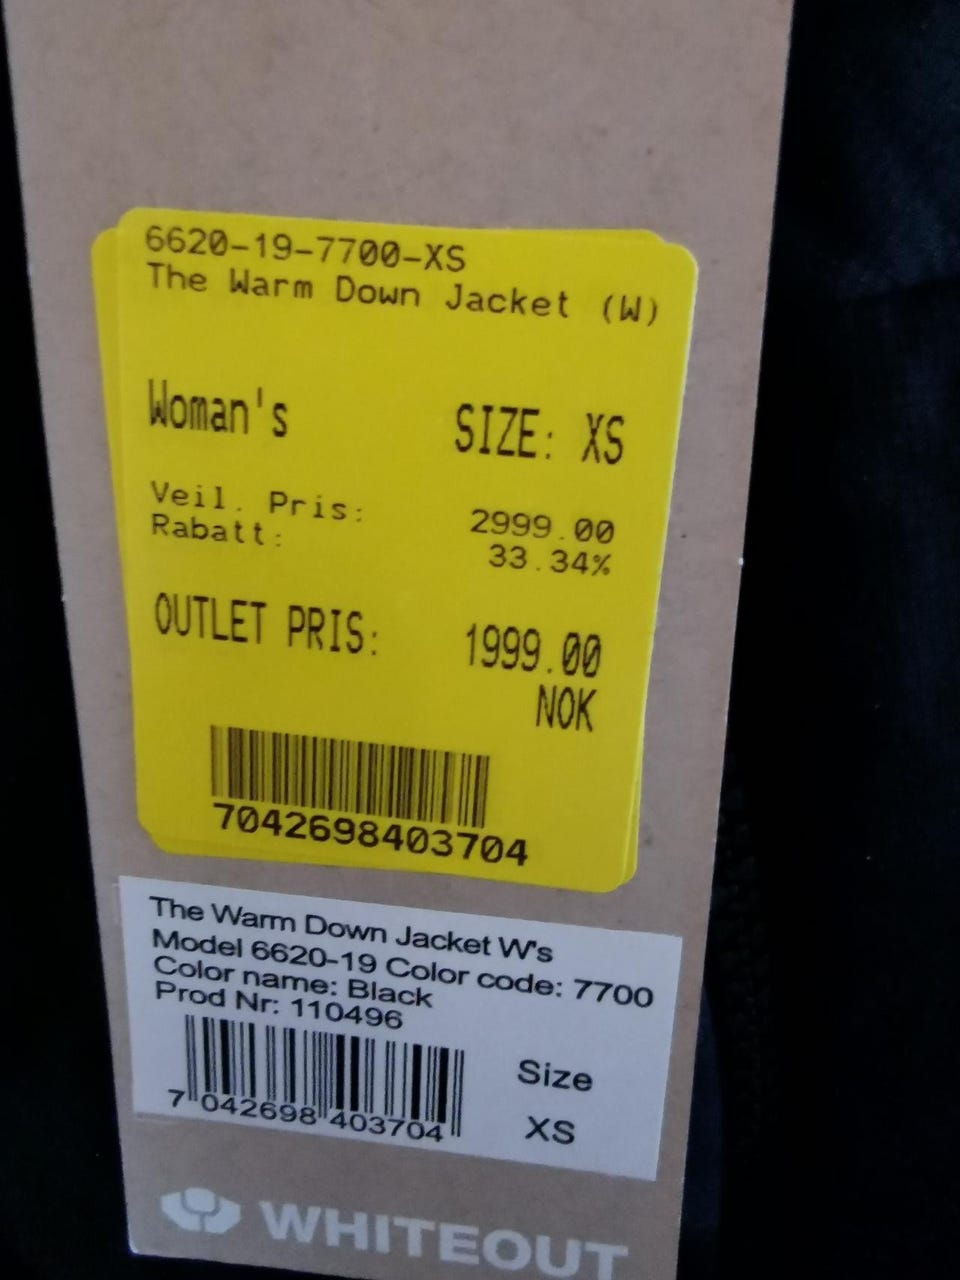 6620-19-7700-XS
The Warm Down Jacket (W)
Woman's SIZE: XS
Veil. Pris: 2999.00
Rabatt: 33.34%
OUTLET PRIS: 1999.00
NOK
7042698403704
The Warm Down Jacket W's
Model 6620-19 Color code: 7700
Color name: Black
Prod Nr: 110496
Size
XS
7 042698 403704
WHITEOUT